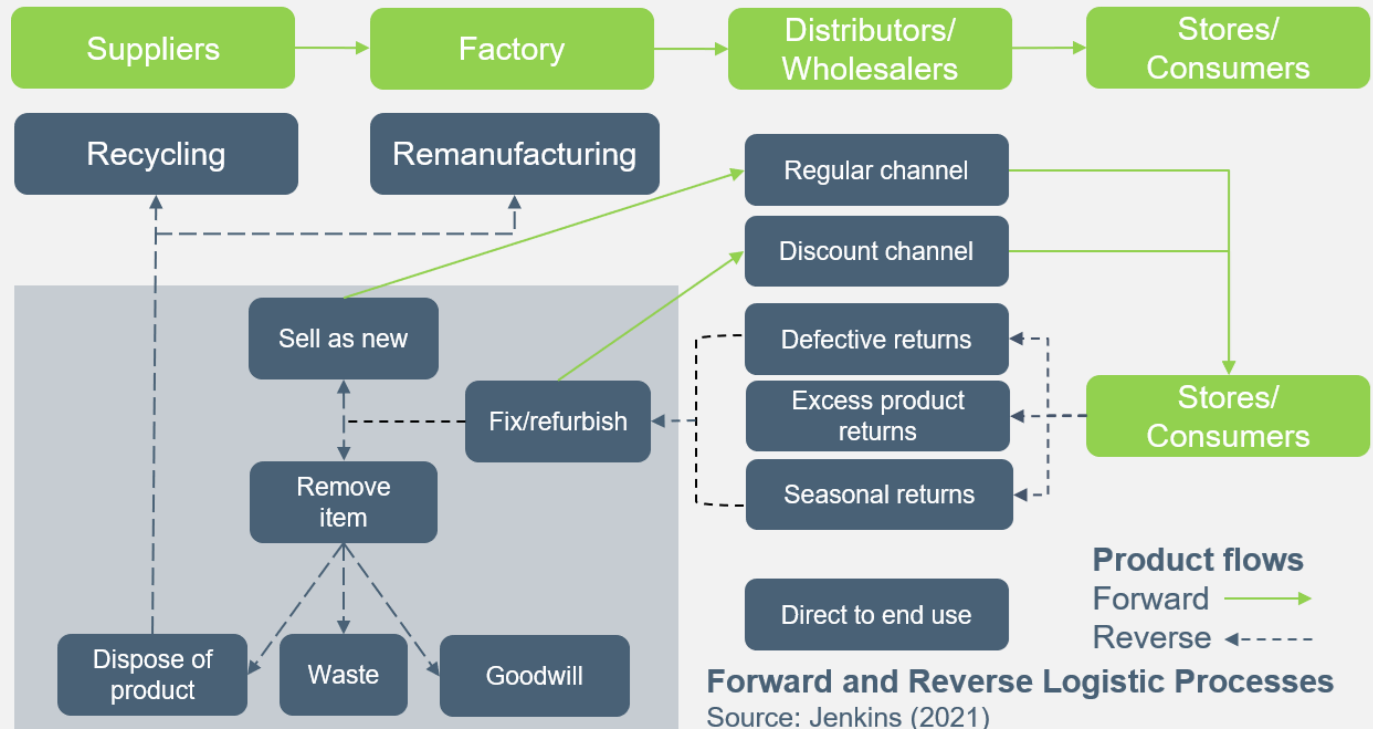 Suppliers
Factory
Distributors/
Wholesalers
Stores/
Consumers
Recycling
Remanufacturing
Regular channel
Discount channel
Sell as new
Defective returns
Fix/refurbish
Excess product
returns
Stores/
Consumers
Remove
item
Seasonal returns
Product flows
Forward
Reverse
Direct to end use
Dispose of
product
Waste
Goodwill
Forward and Reverse Logistic Processes
Source: Jenkins (2021)